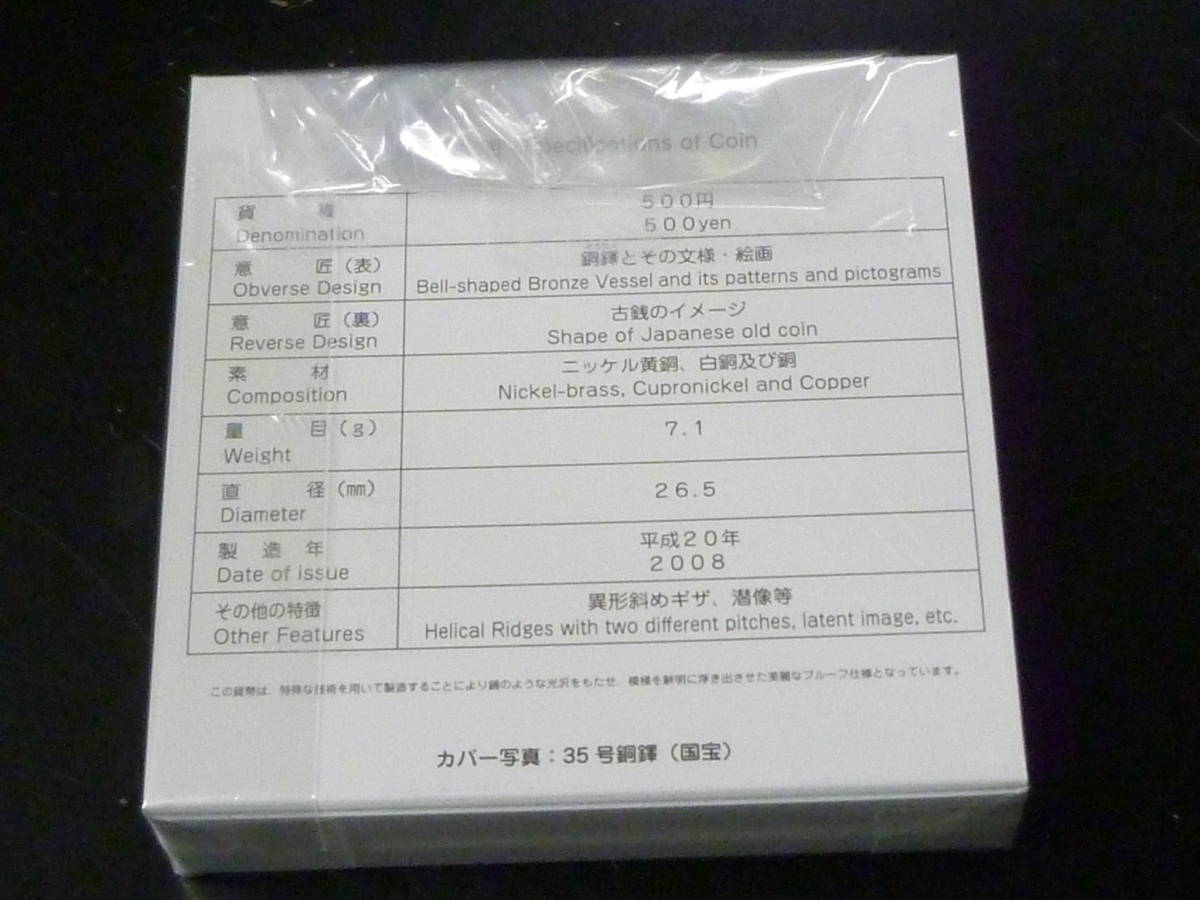 Specifications of Coin
貨 種
Denomination
５００円
５００yen
意 匠（表）
Obverse Design
銅鐸とその文様・絵画
Bell-shaped Bronze Vessel and its patterns and pictograms
意 匠（裏）
Reverse Design
古銭のイメージ
Shape of Japanese old coin
素 材
Composition
ニッケル黄銅、白銅及び銅
Nickel-brass, Cupronickel and Copper
量 目（ｇ）
Weight
７.１
直 径（㎜）
Diameter
２６.５
製 造 年
Date of issue
平成２０年
２００８
その他の特徴
Other Features
異形斜めギザ、潜像等
Helical Ridges with two different pitches, latent image, etc.
この貨幣は、特殊な技術を用いて製造することにより鏡のような光沢をもたせ、模様を鮮明に浮き出させた美麗なプルーフ仕様となっています。
カバー写真：35 号銅鐸（国宝）